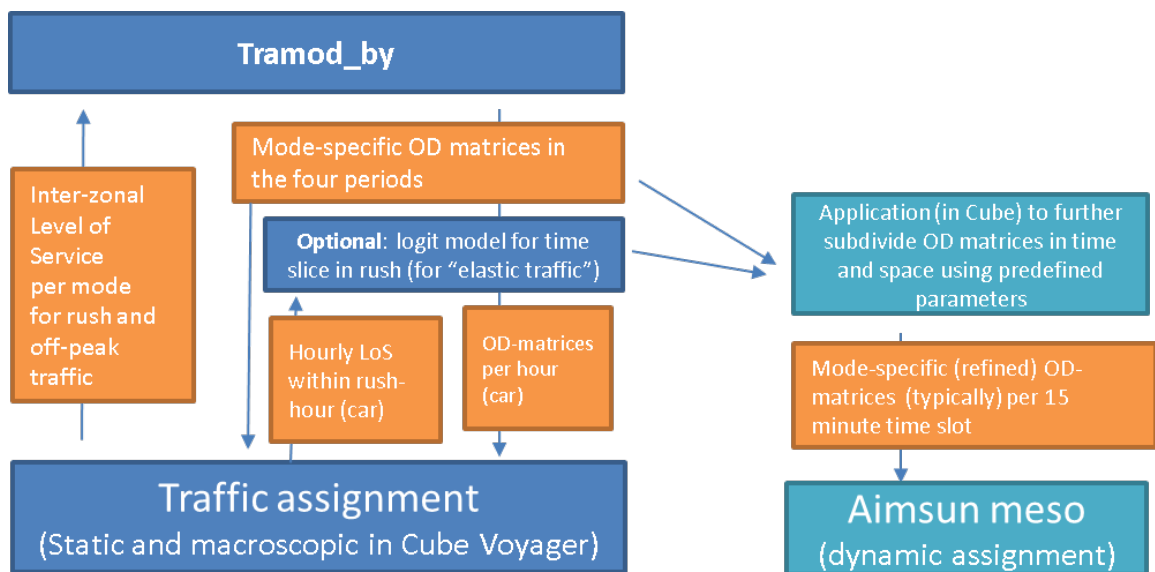 Tramod_by
Mode-specific OD matrices in
the four periods
Inter-zonal
Level of
Service
per mode
for rush and
off-peak
traffic
Optional: logit model for time
slice in rush (for “elastic traffic”)
Application (in Cube) to further
subdivide OD matrices in time
and space using predefined
parameters
Hourly LoS
within rush-
hour (car)
OD-matrices
per hour
(car)
Mode-specific (refined) OD-
matrices (typically) per 15
minute time slot
Traffic assignment
(Static and macroscopic in Cube Voyager)
Aimsun meso
(dynamic assignment)